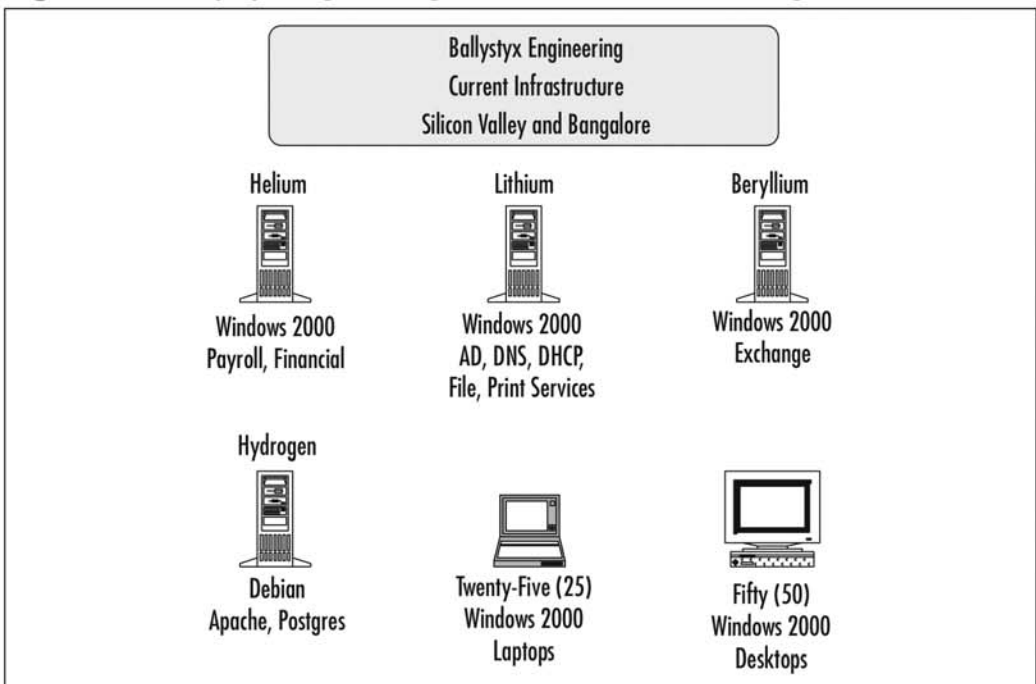 Ballystyx Engineering
Current Infrastructure
Silicon Valley and Bangalore
Helium
Lithium
Beryllium
Windows 2000
Payroll, Financial
Windows 2000
AD, DNS, DHCP,
File, Print Services
Windows 2000
Exchange
Hydrogen
Debian
Apache, Postgres
Twenty-Five (25)
Windows 2000
Laptops
Fifty (50)
Windows 2000
Desktops